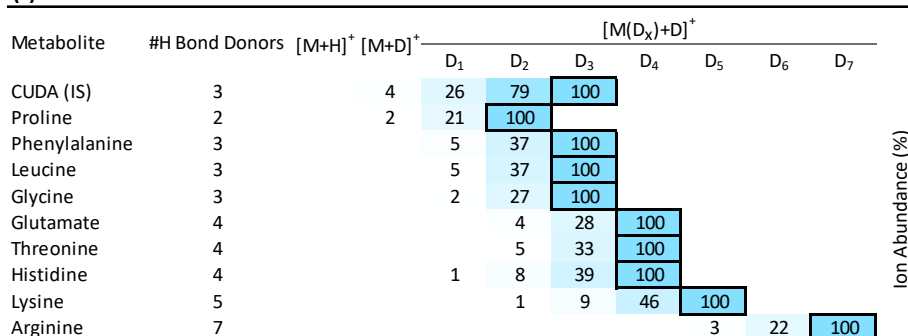 [M(Dx)+D]+
Metabolite #H Bond Donors [M+H]+ [M+D]+
D1 D2 D3 D4 D5 D6 D7
CUDA (IS) 3 4 26 79 100
Proline 2 2 21 100
Phenylalanine 3 5 37 100
Leucine 3 5 37 100
Glycine 3 2 27 100
Glutamate 4 4 28 100
Threonine 4 5 33 100
Histidine 4 1 8 39 100
Lysine 5 1 9 46 100
Arginine 7 3 22 100
Ion Abundance (%)